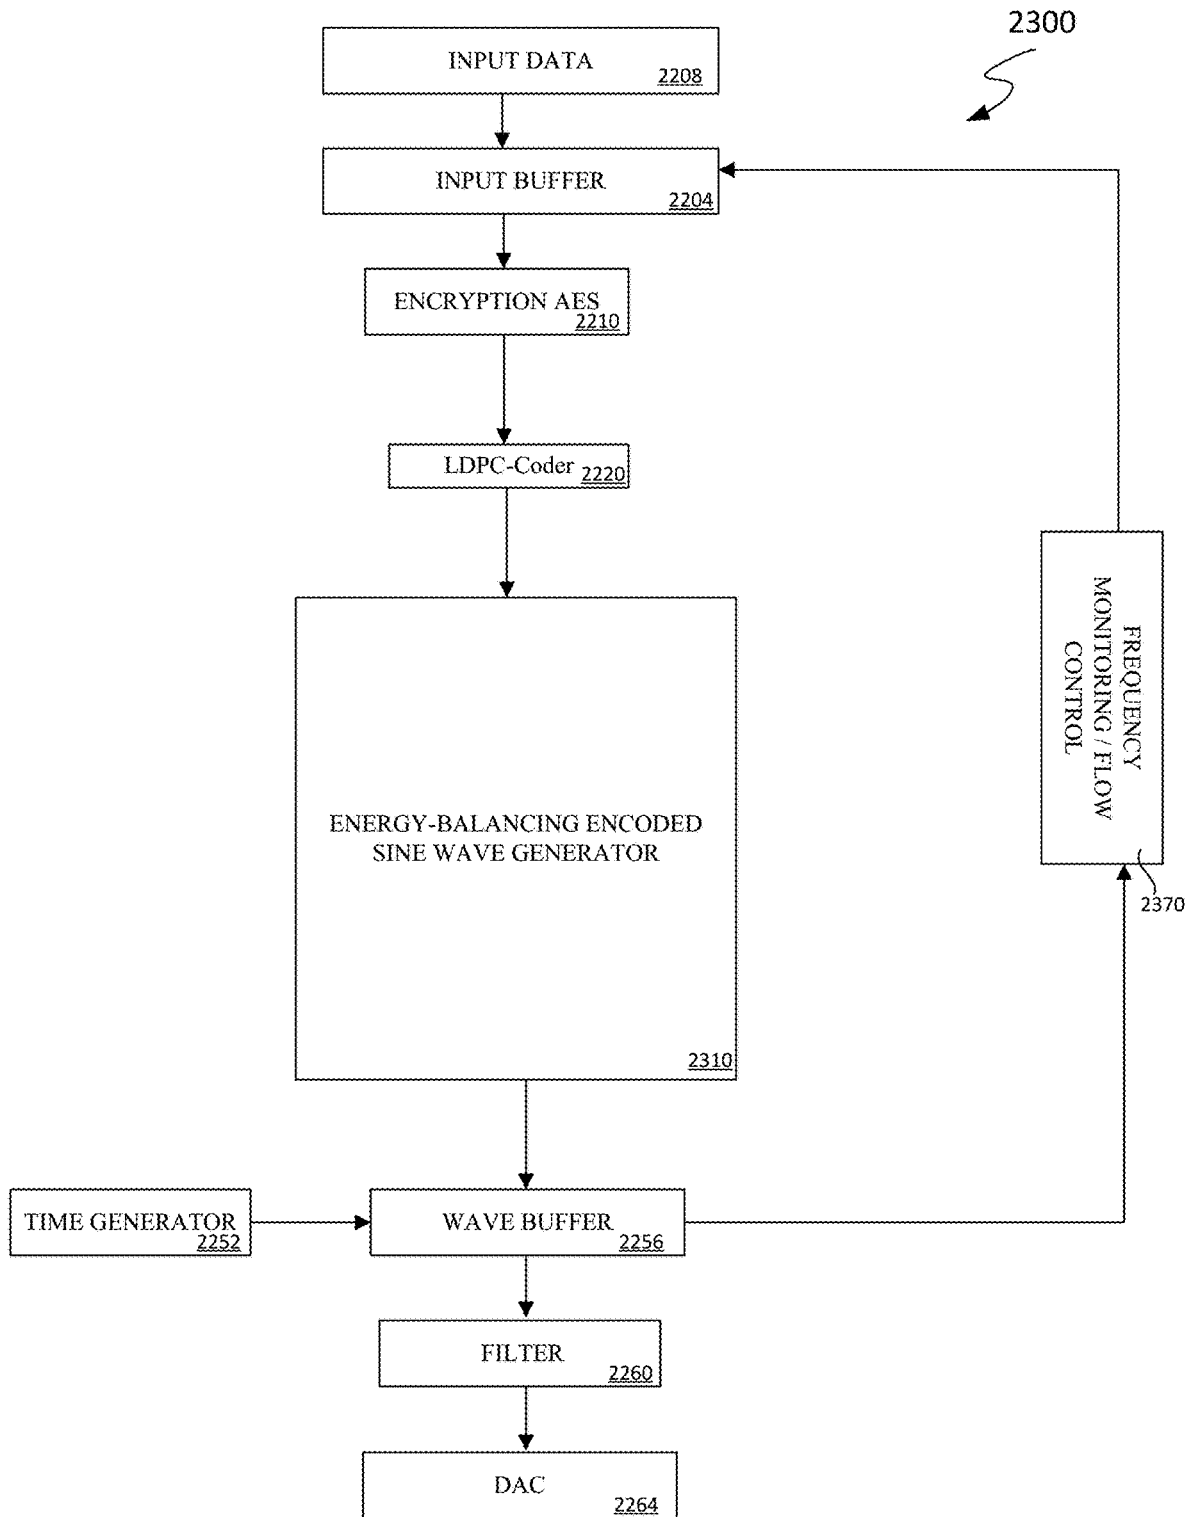 2300
INPUT DATA
2208
INPUT BUFFER
2204
ENCRYPTION AES
2210
LDPC-Coder
2220
FREQUENCY
MONITORING / FLOW
CONTROL
2370
ENERGY-BALANCING ENCODED
SINE WAVE GENERATOR
2310
TIME GENERATOR
2252
WAVE BUFFER
2256
FILTER
2260
DAC
2264